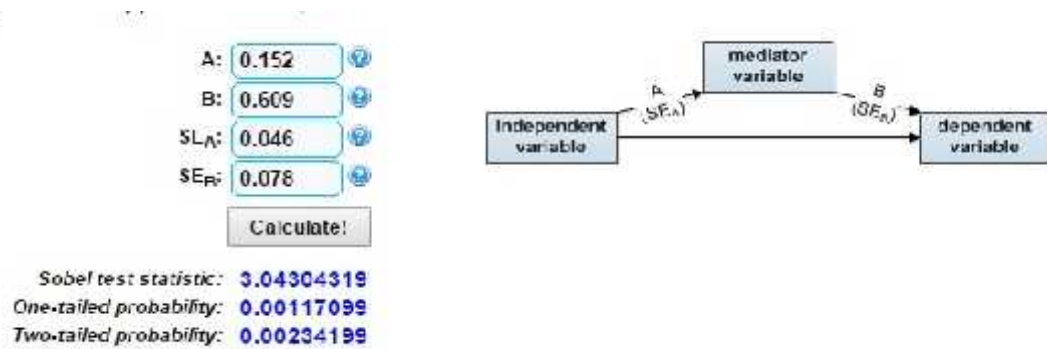 A: 0.152
B: 0.609
SEA: 0.046
SEB: 0.078
Calculate!
Sobel test statistic: 3.04304319
One-tailed probability: 0.00117099
Two-tailed probability: 0.00234199
mediator
variable
A
(SEA)
B
(SEB)
Independent
variable
dependent
variable